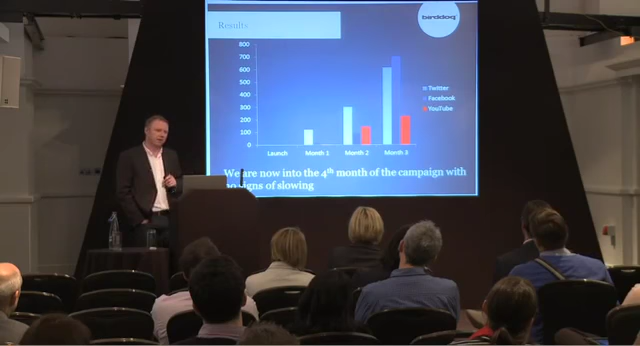 Results
birddog
800
700
600
500
400
300
200
100
0
Launch Month 1 Month 2 Month 3
Twitter
Facebook
YouTube
We are now into the 4th month of the campaign with
no signs of slowing